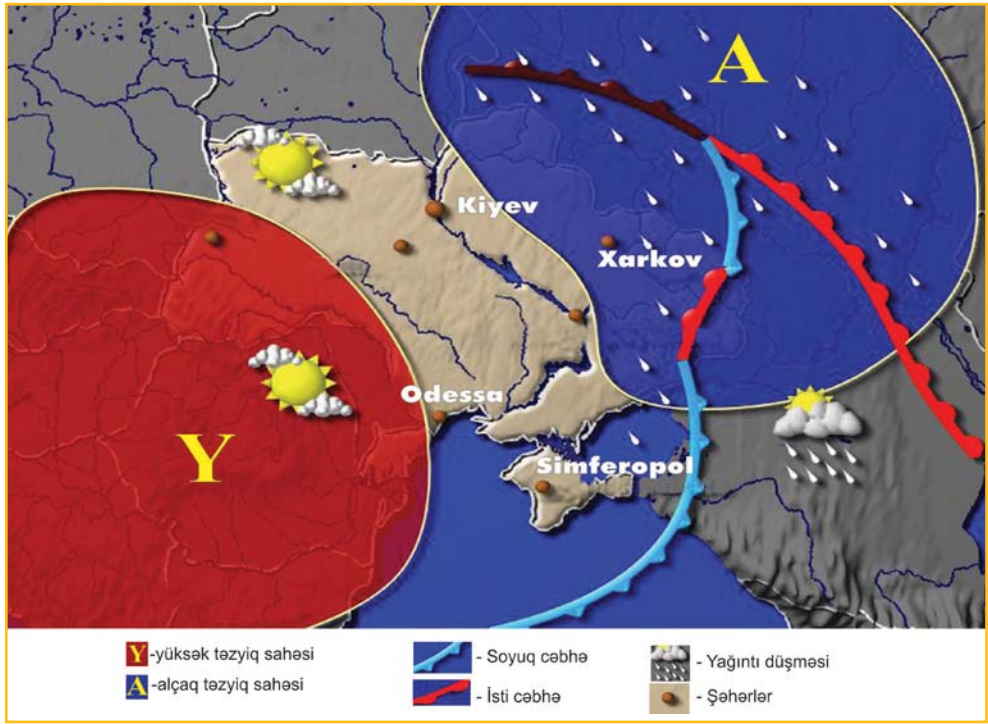 A
Kiyev
Xarkov
Odessa
Y
Simferopol
Y -yüksək təzyiq sahəsi
A -alçaq təzyiq sahəsi
- Soyuq cəbhə
- İsti cəbhə
- Yağıntı düşməsi
- Şəhərlər